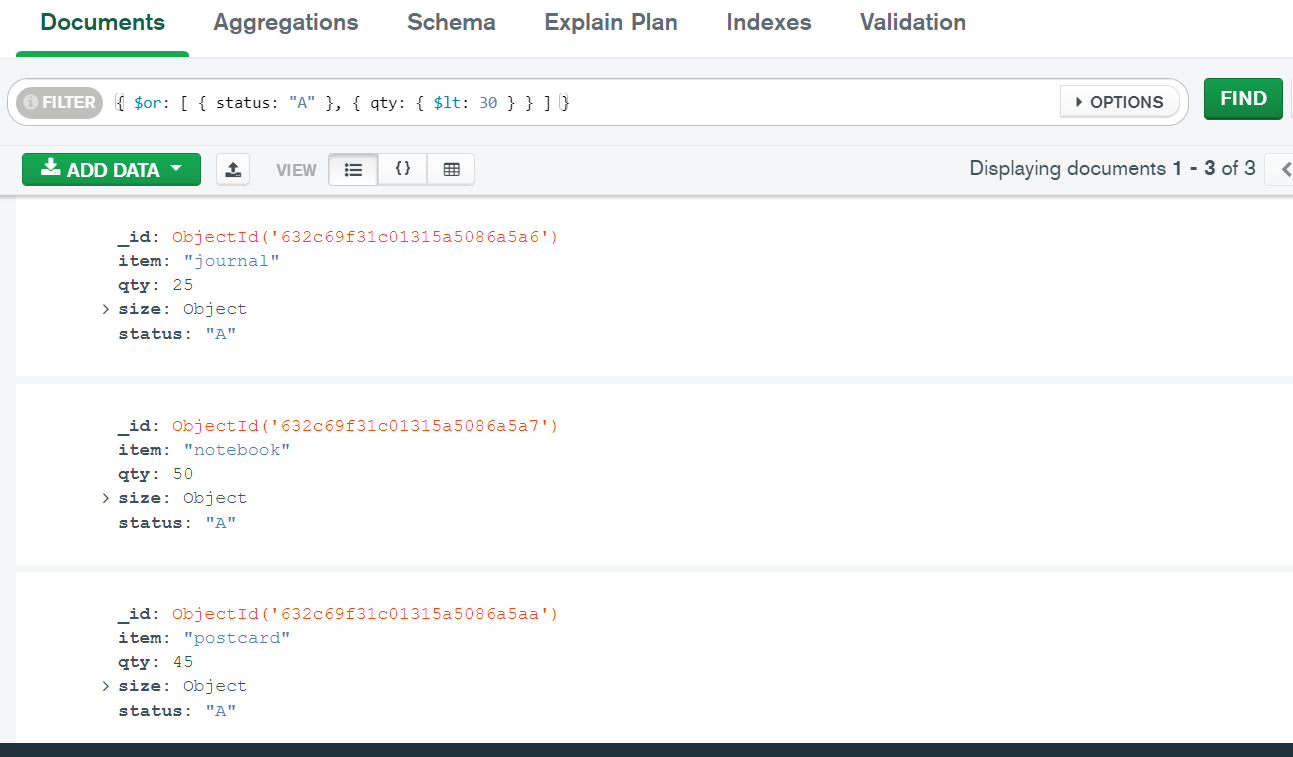 Documents Aggregations Schema Explain Plan Indexes Validation
FILTER { $or: [ { status: "A" }, { qty: { $lt: 30 } } ] } OPTIONS FIND
ADD DATA VIEW {} Displaying documents 1 - 3 of 3
_id: ObjectId('632c69f31c01315a5086a5a6')
item: "journal"
qty: 25
size: Object
status: "A"
_id: ObjectId('632c69f31c01315a5086a5a7')
item: "notebook"
qty: 50
size: Object
status: "A"
_id: ObjectId('632c69f31c01315a5086a5aa')
item: "postcard"
qty: 45
size: Object
status: "A"